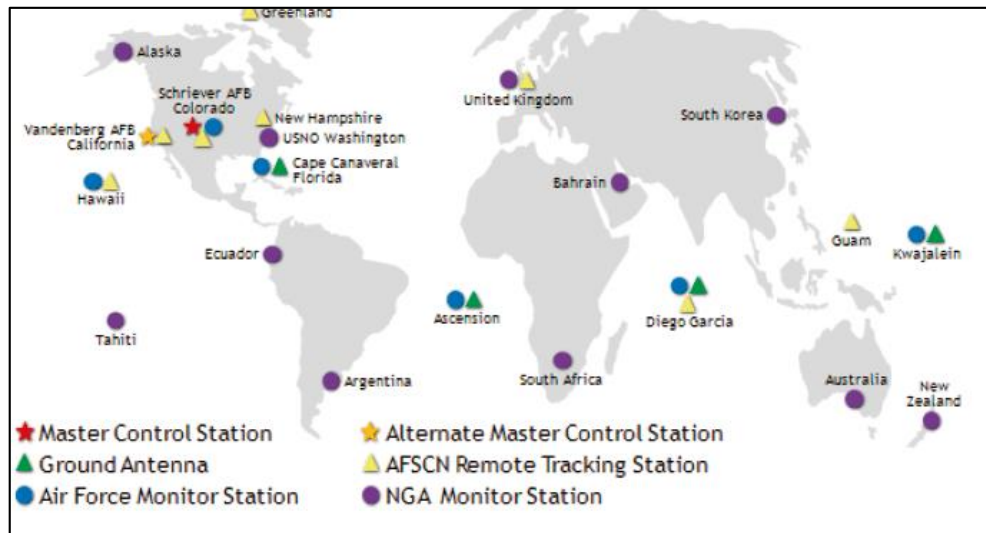 Greenland
Alaska
Schriever AFB
Colorado
Vandenberg AFB
California
New Hampshire
USNO Washington
Cape Canaveral
Florida
Hawaii
United Kingdom
South Korea
Bahrain
Ecuador
Guam
Kwajalein
Ascension
Diego Garcia
Tahiti
Argentina
South Africa
Australia
New
Zealand
Master Control Station
Alternate Master Control Station
Ground Antenna
AFSCN Remote Tracking Station
Air Force Monitor Station
NGA Monitor Station